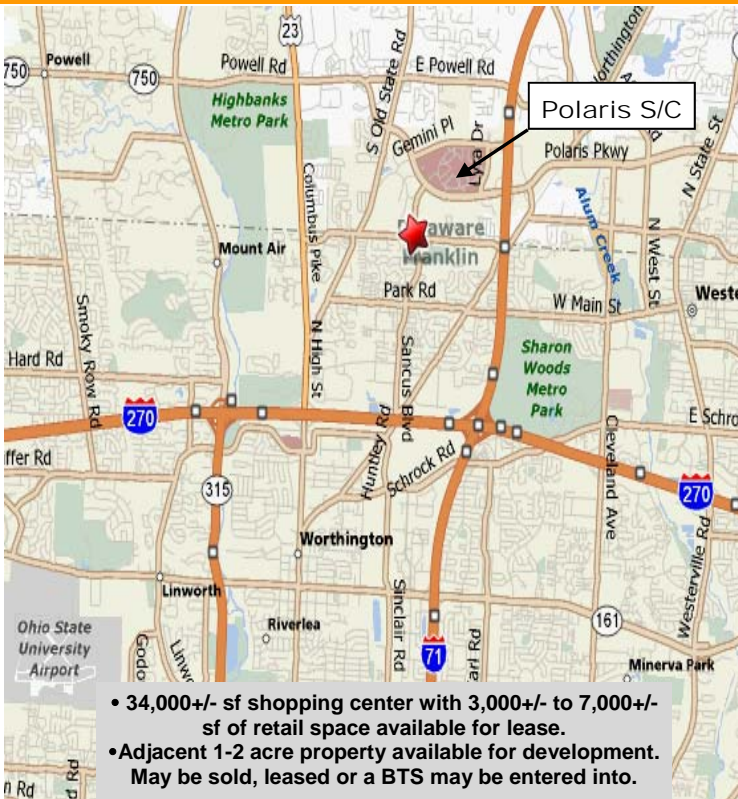 23
Powell
Powell Rd
E Powell Rd
750
750
S Old State Rd
Highbanks
Metro Park
Polaris S/C
Gemini Pl
Lyra Dr
Polaris Pkwy
N State St
Columbus Pike
Alum Creek
N West St
Mount Air
Delaware
Franklin
Park Rd
W Main St
Smoky Row Rd
N High St
Sancus Blvd
Sharon
Woods
Metro
Park
Hard Rd
270
Huntley Rd
Cleveland Ave
E Schro
ffer Rd
Schrock Rd
315
270
Worthington
Westerville Rd
Linworth
Sinclair Rd
161
Ohio State
University
Airport
Riverlea
71
Minerva Park
• 34,000+/- sf shopping center with 3,000+/- to 7,000+/-
sf of retail space available for lease.
•Adjacent 1-2 acre property available for development.
May be sold, leased or a BTS may be entered into.